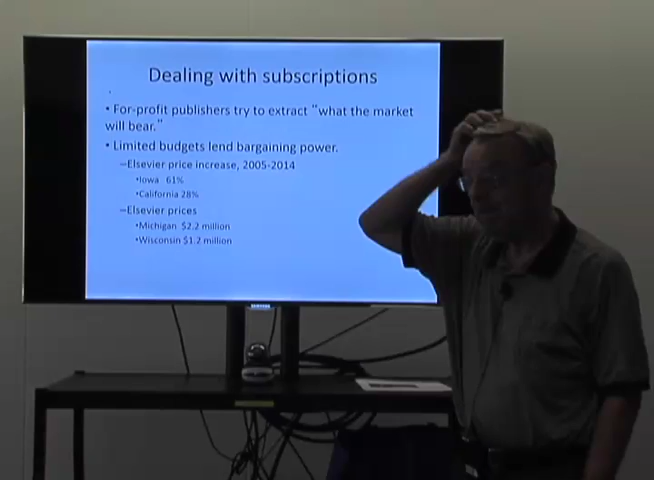 Dealing with subscriptions
• For-profit publishers try to extract “what the market
will bear.”
• Limited budgets lend bargaining power.
–Elsevier price increase, 2005-2014
•Iowa 61%
•California 28%
–Elsevier prices
•Michigan $2.2 million
•Wisconsin $1.2 million
SAMSUNG